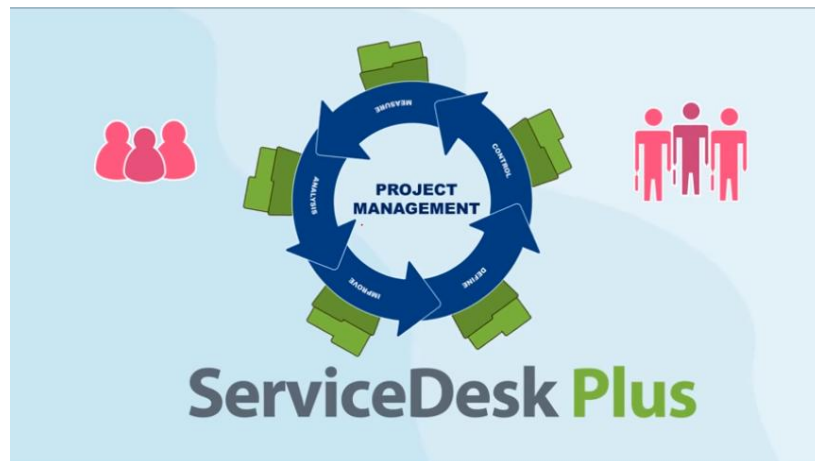 MEASURE
CONTROL
ANALYSIS
PROJECT
MANAGEMENT
DEFINE
IMPROVE
ServiceDesk Plus